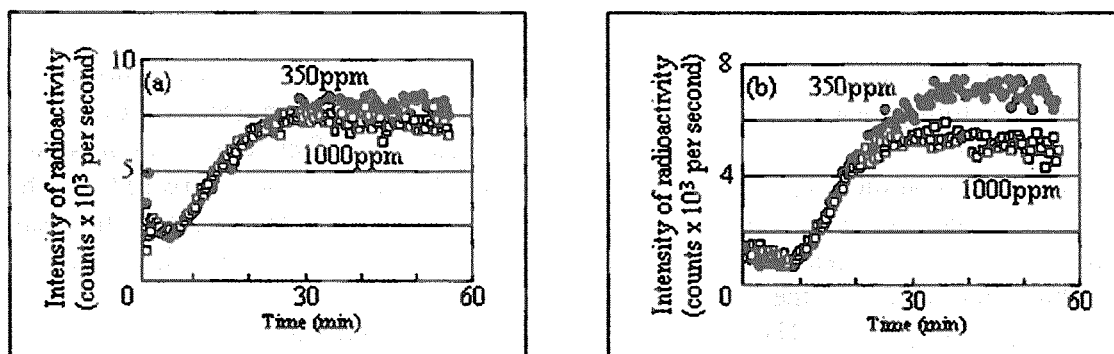 Intensity of radioactivity
(counts x 10³ per second)
10
5
0
(a)
350ppm
1000ppm
30
60
Time (min)
Intensity of radioactivity
(counts x 10³ per second)
8
4
0
(b)
350ppm
1000ppm
30
60
Time (min)